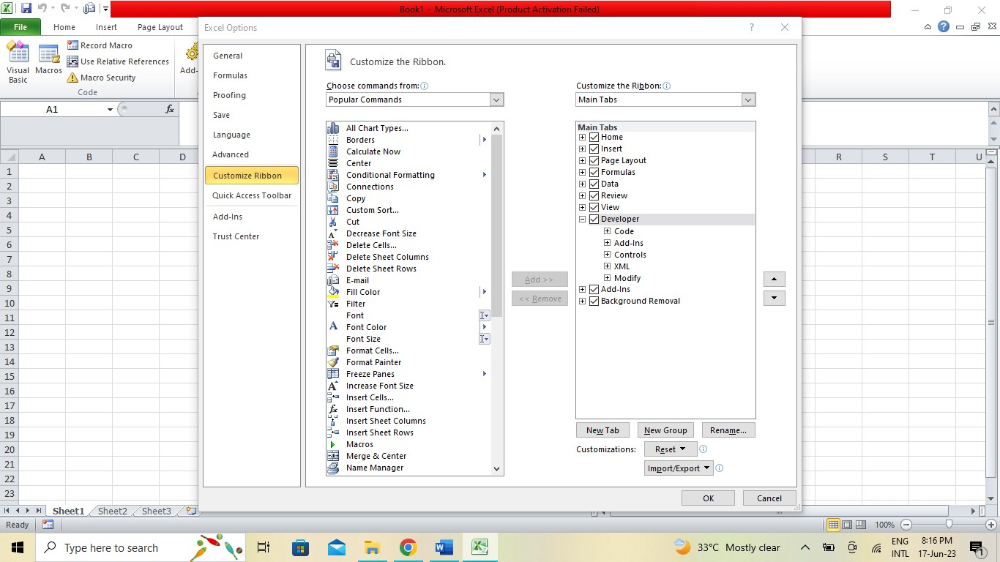 Book1 - Microsoft Excel (Product Activation Failed)
File Home Insert Page Layout
Visual Basic
Macros
Record Macro
Use Relative References
Macro Security
Add-
Code
A1
fx
A B C D R S T U
1
2
3
4
5
6
7
8
9
10
11
12
13
14
15
16
17
18
19
20
21
22
23
Excel Options
?
General
Formulas
Proofing
Save
Language
Advanced
Customize Ribbon
Quick Access Toolbar
Add-Ins
Trust Center
Customize the Ribbon.
Choose commands from:
Popular Commands
All Chart Types...
Borders
Calculate Now
Center
Conditional Formatting
Connections
Copy
Custom Sort...
Cut
Decrease Font Size
Delete Cells...
Delete Sheet Columns
Delete Sheet Rows
E-mail
Fill Color
Filter
Font
Font Color
Font Size
Format Cells...
Format Painter
Freeze Panes
Increase Font Size
Insert Cells...
Insert Function...
Insert Sheet Columns
Insert Sheet Rows
Macros
Merge & Center
Name Manager
Add >>
<< Remove
Customize the Ribbon:
Main Tabs
Main Tabs
Home
Insert
Page Layout
Formulas
Data
Review
View
Developer
Code
Add-Ins
Controls
XML
Modify
Add-Ins
Background Removal
New Tab New Group Rename...
Customizations: Reset
Import/Export
OK Cancel
Sheet1 Sheet2 Sheet3
Ready
100%
Type here to search
33°C Mostly clear
ENG
INTL
8:16 PM
17-Jun-23
1